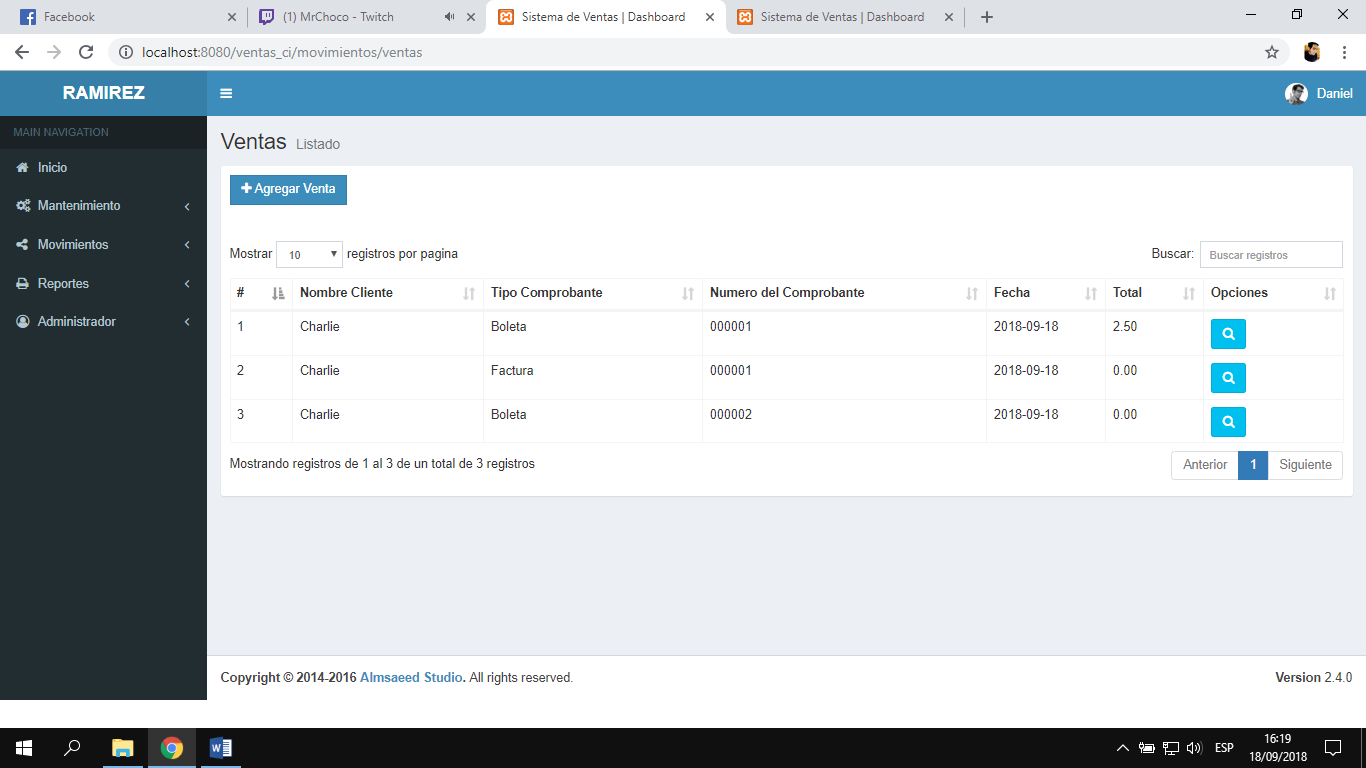 Facebook
(1) MrChoco - Twitch
Sistema de Ventas | Dashboard
Sistema de Ventas | Dashboard
localhost:8080/ventas_ci/movimientos/ventas
RAMIREZ
Daniel
MAIN NAVIGATION
Inicio
Mantenimiento
Movimientos
Reportes
Administrador
Ventas Listado
Agregar Venta
Mostrar 10 registros por pagina
Buscar: Buscar registros
# Nombre Cliente Tipo Comprobante Numero del Comprobante Fecha Total Opciones
1 Charlie Boleta 000001 2018-09-18 2.50
2 Charlie Factura 000001 2018-09-18 0.00
3 Charlie Boleta 000002 2018-09-18 0.00
Mostrando registros de 1 al 3 de un total de 3 registros
Anterior 1 Siguiente
Copyright © 2014-2016 Almsaeed Studio. All rights reserved.
Version 2.4.0
ESP
16:19
18/09/2018